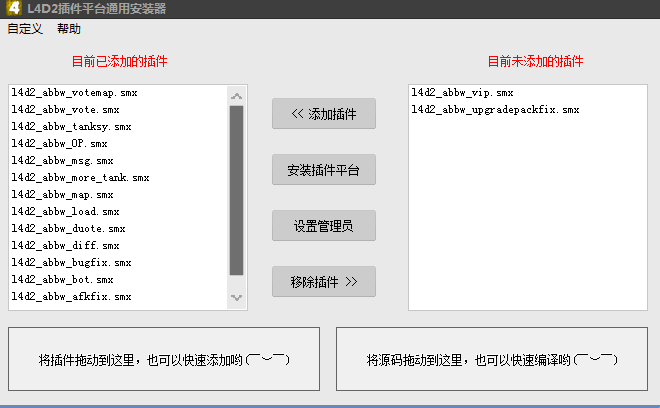 L4D2插件平台通用安装器
自定义 帮助
目前已添加的插件
目前未添加的插件
l4d2_abbw_votemap.smx
l4d2_abbw_vote.smx
l4d2_abbw_tanksy.smx
l4d2_abbw_OP.smx
l4d2_abbw_msg.smx
l4d2_abbw_more_tank.smx
l4d2_abbw_map.smx
l4d2_abbw_load.smx
l4d2_abbw_duote.smx
l4d2_abbw_diff.smx
l4d2_abbw_bugfix.smx
l4d2_abbw_bot.smx
l4d2_abbw_afkfix.smx
<< 添加插件
安装插件平台
设置管理员
移除插件 >>
l4d2_abbw_vip.smx
l4d2_abbw_upgradepackfix.smx
将插件拖动到这里，也可以快速添加哟(￣︶￣)
将源码拖动到这里，也可以快速编译哟(￣︶￣)